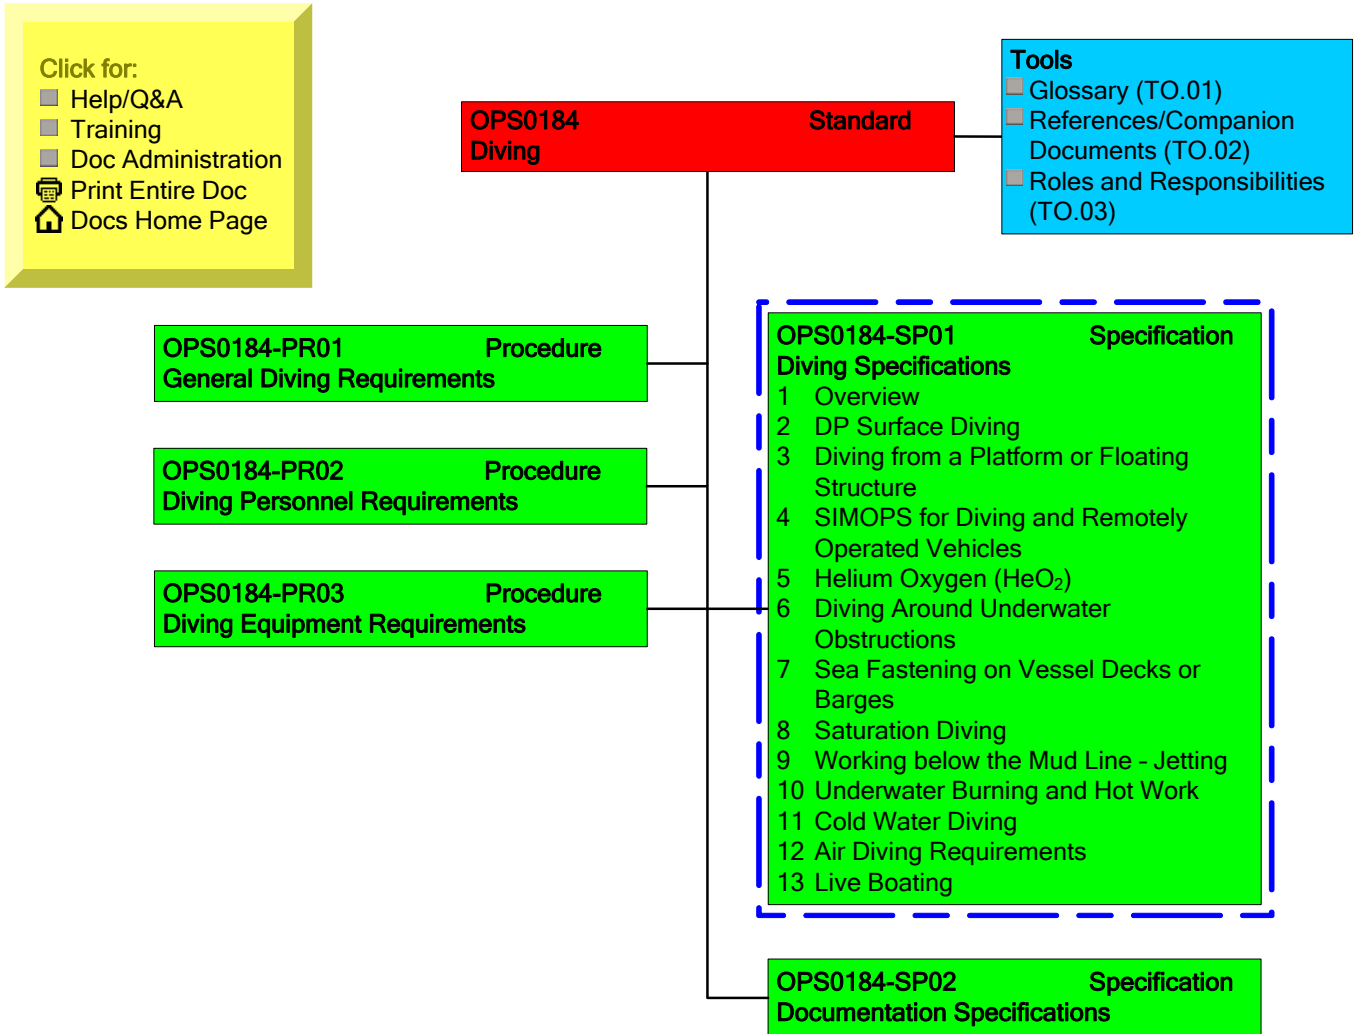 Click for:
Help/Q&A
Training
Doc Administration
Print Entire Doc
Docs Home Page
OPS0184 Standard
Diving
Tools
Glossary (TO.01)
References/Companion
Documents (TO.02)
Roles and Responsibilities
(TO.03)
OPS0184-PR01 Procedure
General Diving Requirements
OPS0184-PR02 Procedure
Diving Personnel Requirements
OPS0184-PR03 Procedure
Diving Equipment Requirements
OPS0184-SP01 Specification
Diving Specifications
1 Overview
2 DP Surface Diving
3 Diving from a Platform or Floating
Structure
4 SIMOPS for Diving and Remotely
Operated Vehicles
5 Helium Oxygen (HeO₂)
6 Diving Around Underwater
Obstructions
7 Sea Fastening on Vessel Decks or
Barges
8 Saturation Diving
9 Working below the Mud Line - Jetting
10 Underwater Burning and Hot Work
11 Cold Water Diving
12 Air Diving Requirements
13 Live Boating
OPS0184-SP02 Specification
Documentation Specifications